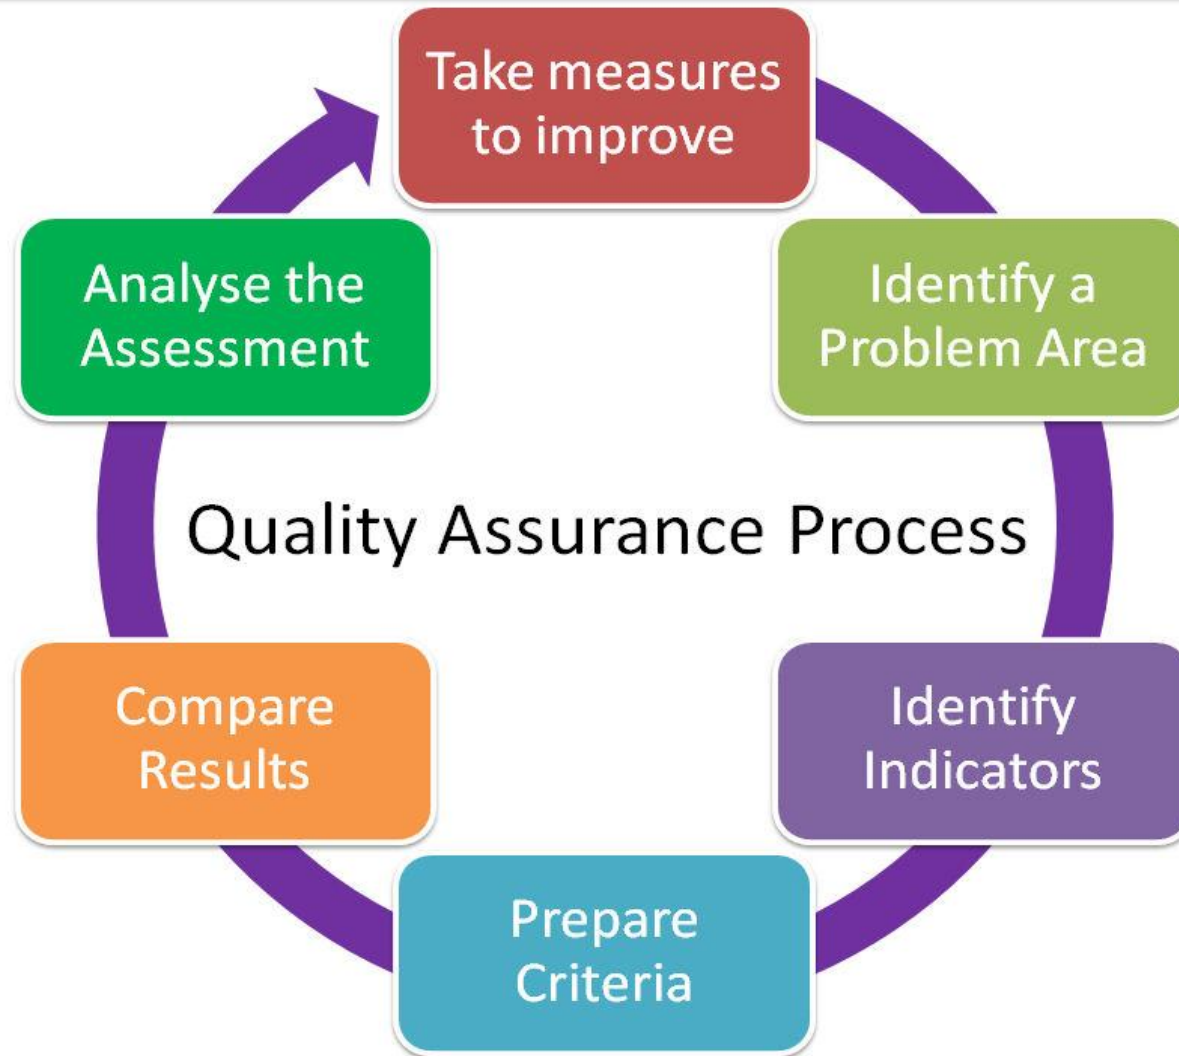 Take measures
to improve
Identify a
Problem Area
Identify
Indicators
Prepare
Criteria
Compare
Results
Analyse the
Assessment
Quality Assurance Process